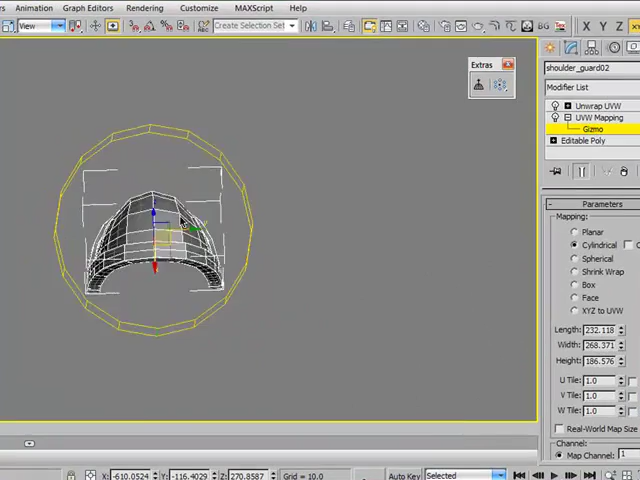 Animation Graph Editors Rendering Customize MAXScript Help
View Create Selection Set BG Tex X Y Z
ABC
Extras
shoulder_guard02
Modifier List
Unwrap UVW
UVW Mapping
Gizmo
Editable Poly
Parameters
Mapping:
Planar
Cylindrical
Spherical
Shrink Wrap
Box
Face
XYZ to UVW
Length: 232.118
Width: 268.371
Height: 186.576
U Tile: 1.0
V Tile: 1.0
W Tile: 1.0
Real-World Map Size
Channel:
Map Channel: 1
X: -610.0524 Y: -116.4029 Z: 270.8587 Grid = 10.0 Auto Key Selected